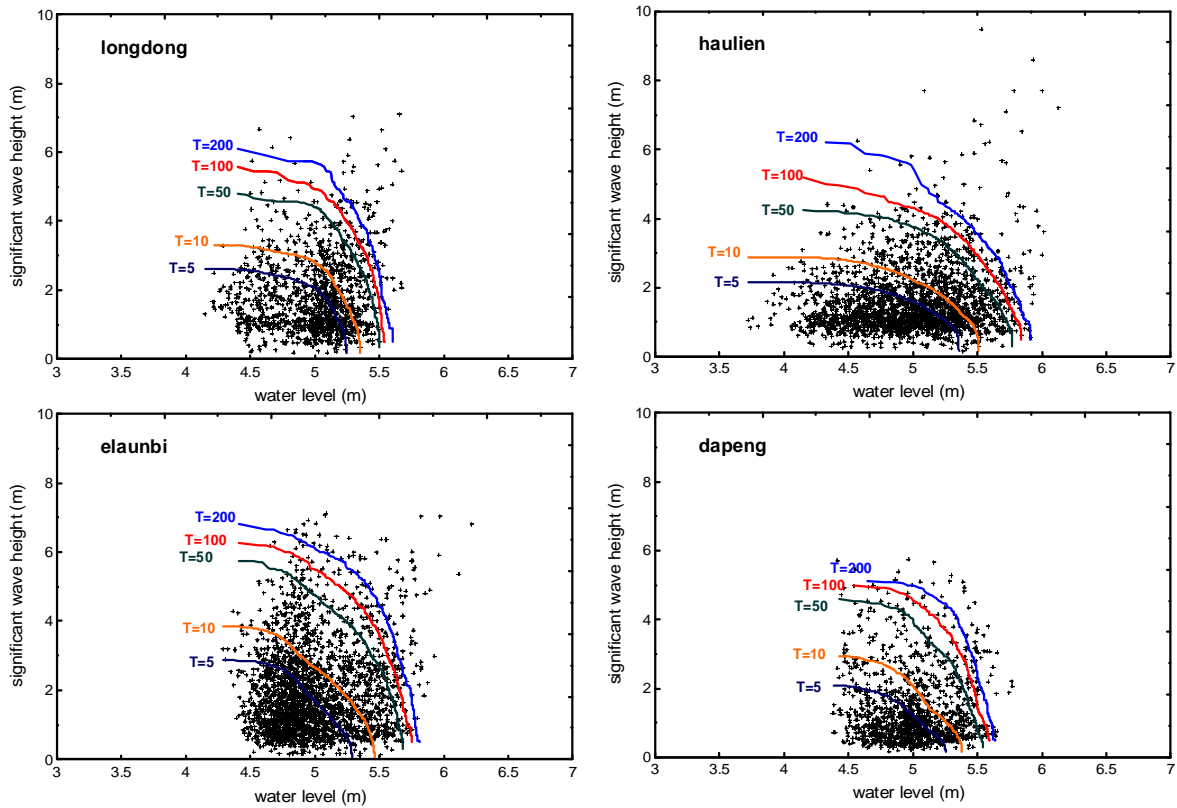 longdong
significant wave height (m)
10
8
6
4
2
0
T=200
T=100
T=50
T=10
T=5
3
3.5
4
4.5
5
5.5
6
6.5
7
water level (m)
haulien
significant wave height (m)
10
8
6
4
2
0
T=200
T=100
T=50
T=10
T=5
3
3.5
4
4.5
5
5.5
6
6.5
7
water level (m)
elaunbi
significant wave height (m)
10
8
6
4
2
0
T=200
T=100
T=50
T=10
T=5
3
3.5
4
4.5
5
5.5
6
6.5
7
water level (m)
dapeng
significant wave height (m)
10
8
6
4
2
0
T=200
T=100
T=50
T=10
T=5
3
3.5
4
4.5
5
5.5
6
6.5
7
water level (m)